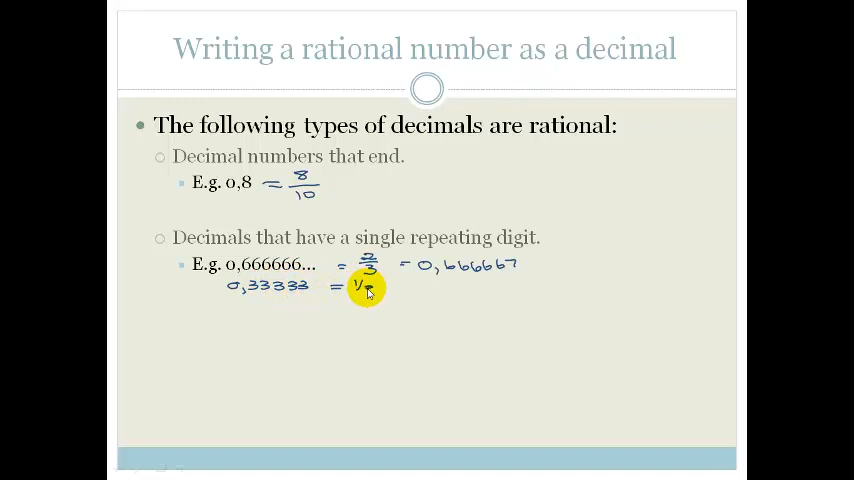 Writing a rational number as a decimal
The following types of decimals are rational:
Decimal numbers that end.
E.g. 0,8 = 8/10
Decimals that have a single repeating digit.
E.g. 0,666666... = 2/3 = 0,666667
0,33333 = 1/